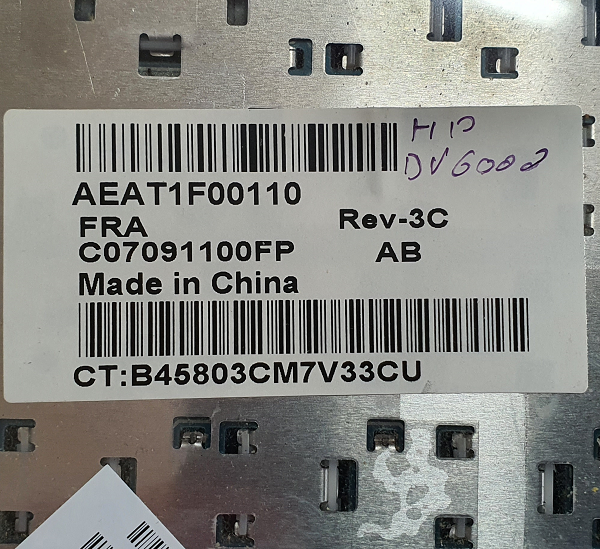 HP
DV6000
AEAT1F00110
FRA
Rev-3C
C07091100FP
AB
Made in China
CT:B45803CM7V33CU